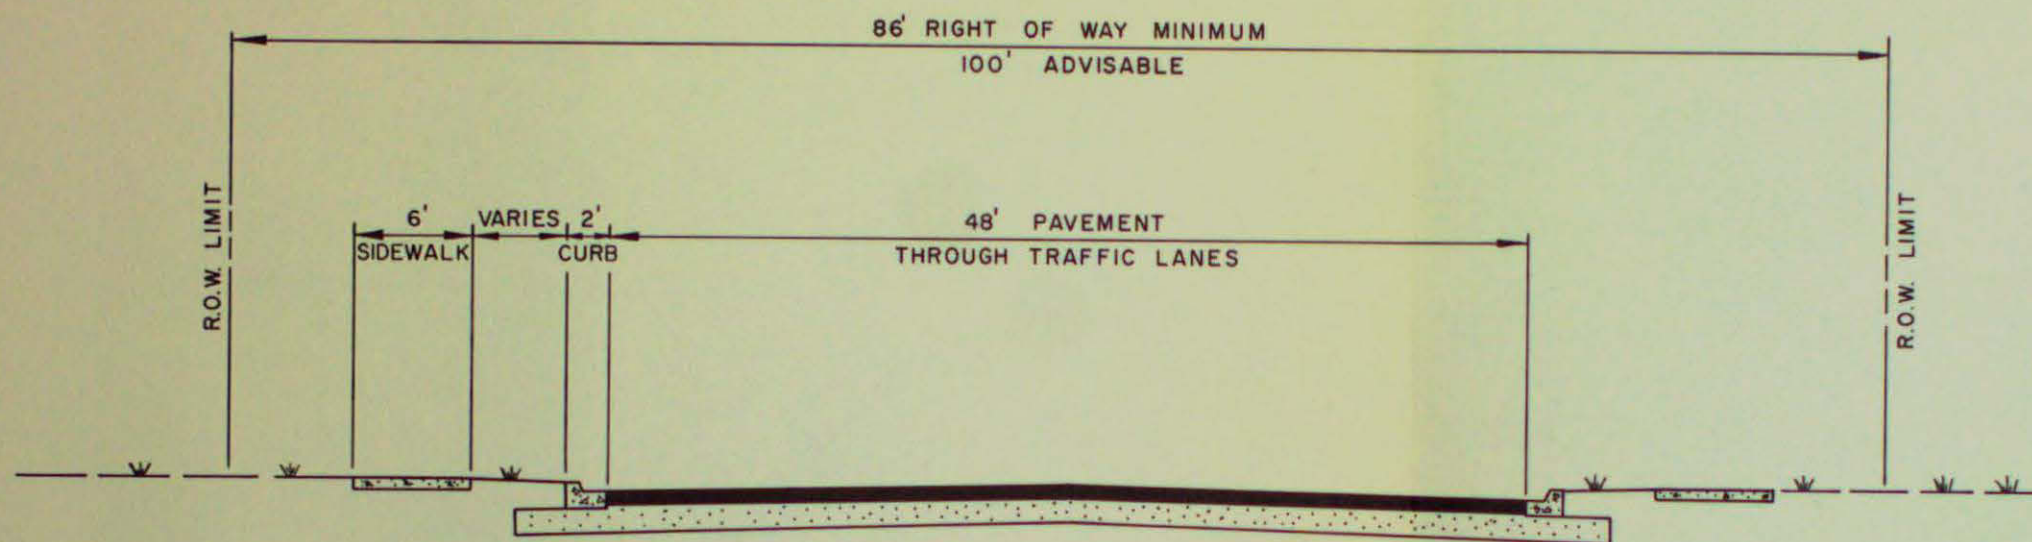 86' RIGHT OF WAY MINIMUM
100' ADVISABLE
R.O.W. LIMIT
6' VARIES 2'
SIDEWALK CURB
48' PAVEMENT
THROUGH TRAFFIC LANES
R.O.W. LIMIT